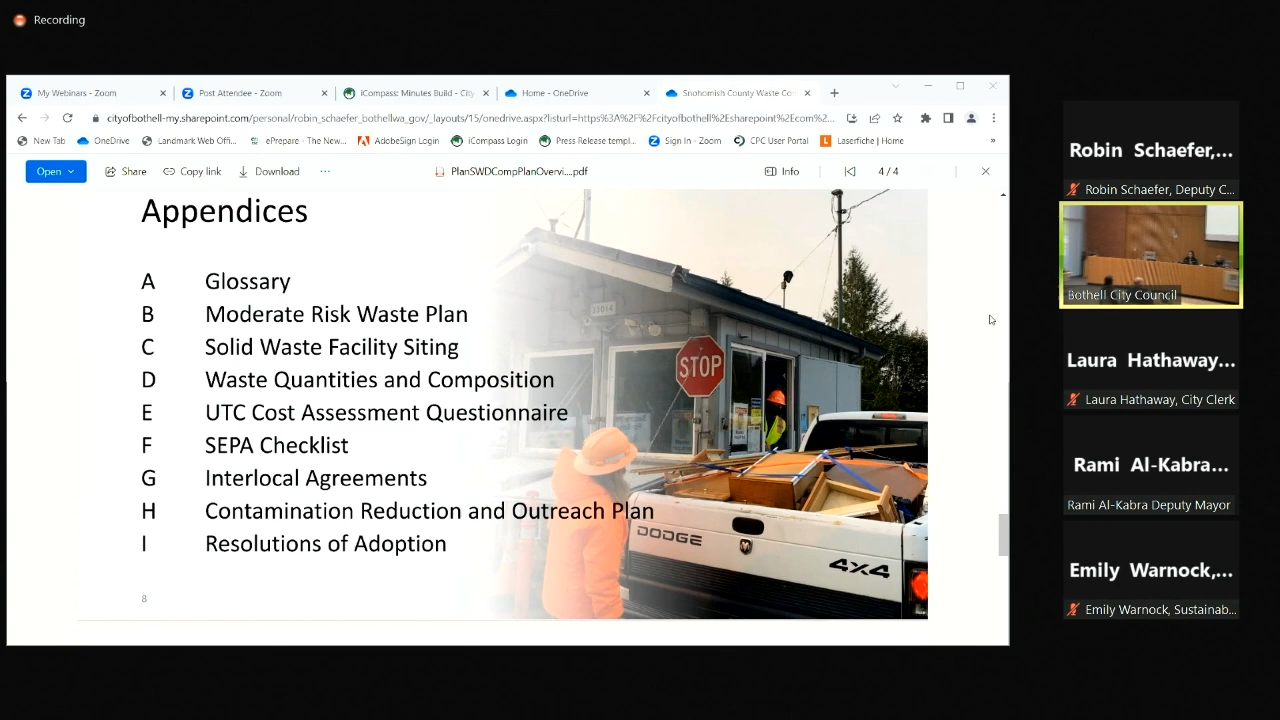 Recording
My Webinars - Zoom
Post Attendee - Zoom
iCompass: Minutes Build - City
Home - OneDrive
Snohomish County Waste Co
cityofbothell-my.sharepoint.com/personal/robin_schaefer_bothellwa_gov/_layouts/15/onedrive.aspx?listurl=https%3A%2F%2Fcityofbothell%2Esharepoint%2Ecom%2...
New Tab
OneDrive
Landmark Web Offi...
ePrepare - The New...
AdobeSign Login
iCompass Login
Press Release templ...
Sign In - Zoom
CPC User Portal
Laserfiche | Home
»
Open
Share
Copy link
Download
...
PlanSWDCompPlanOvervi....pdf
Info
4 / 4
Appendices
A Glossary
B Moderate Risk Waste Plan
C Solid Waste Facility Siting
D Waste Quantities and Composition
E UTC Cost Assessment Questionnaire
F SEPA Checklist
G Interlocal Agreements
H Contamination Reduction and Outreach Plan
I Resolutions of Adoption
8
33014
STOP
DODGE
4X4
Robin Schaefer,...
Robin Schaefer, Deputy C...
Bothell City Council
Laura Hathaway...
Laura Hathaway, City Clerk
Rami Al-Kabra...
Rami Al-Kabra Deputy Mayor
Emily Warnock,...
Emily Warnock, Sustainab...